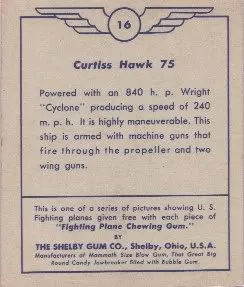 16
Curtiss Hawk 75
Powered with an 840 h. p. Wright
"Cyclone" producing a speed of 240
m. p. h. It is highly maneuverable. This
ship is armed with machine guns that
fire through the propeller and two
wing guns.
This is one of a series of pictures showing U. S.
Fighting planes given free with each piece of
"Fighting Plane Chewing Gum."
BY
THE SHELBY GUM CO., Shelby, Ohio, U.S.A.
Manufacturers of Mammoth Size Blow Gum, That Great Big
Round Candy Jawbreaker filled with Bubble Gum.